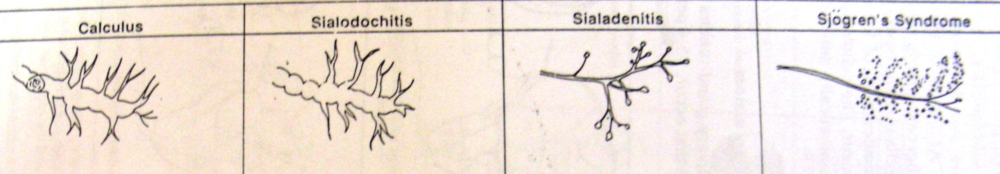 Calculus
Sialodochitis
Sialadenitis
Sjögren's Syndrome